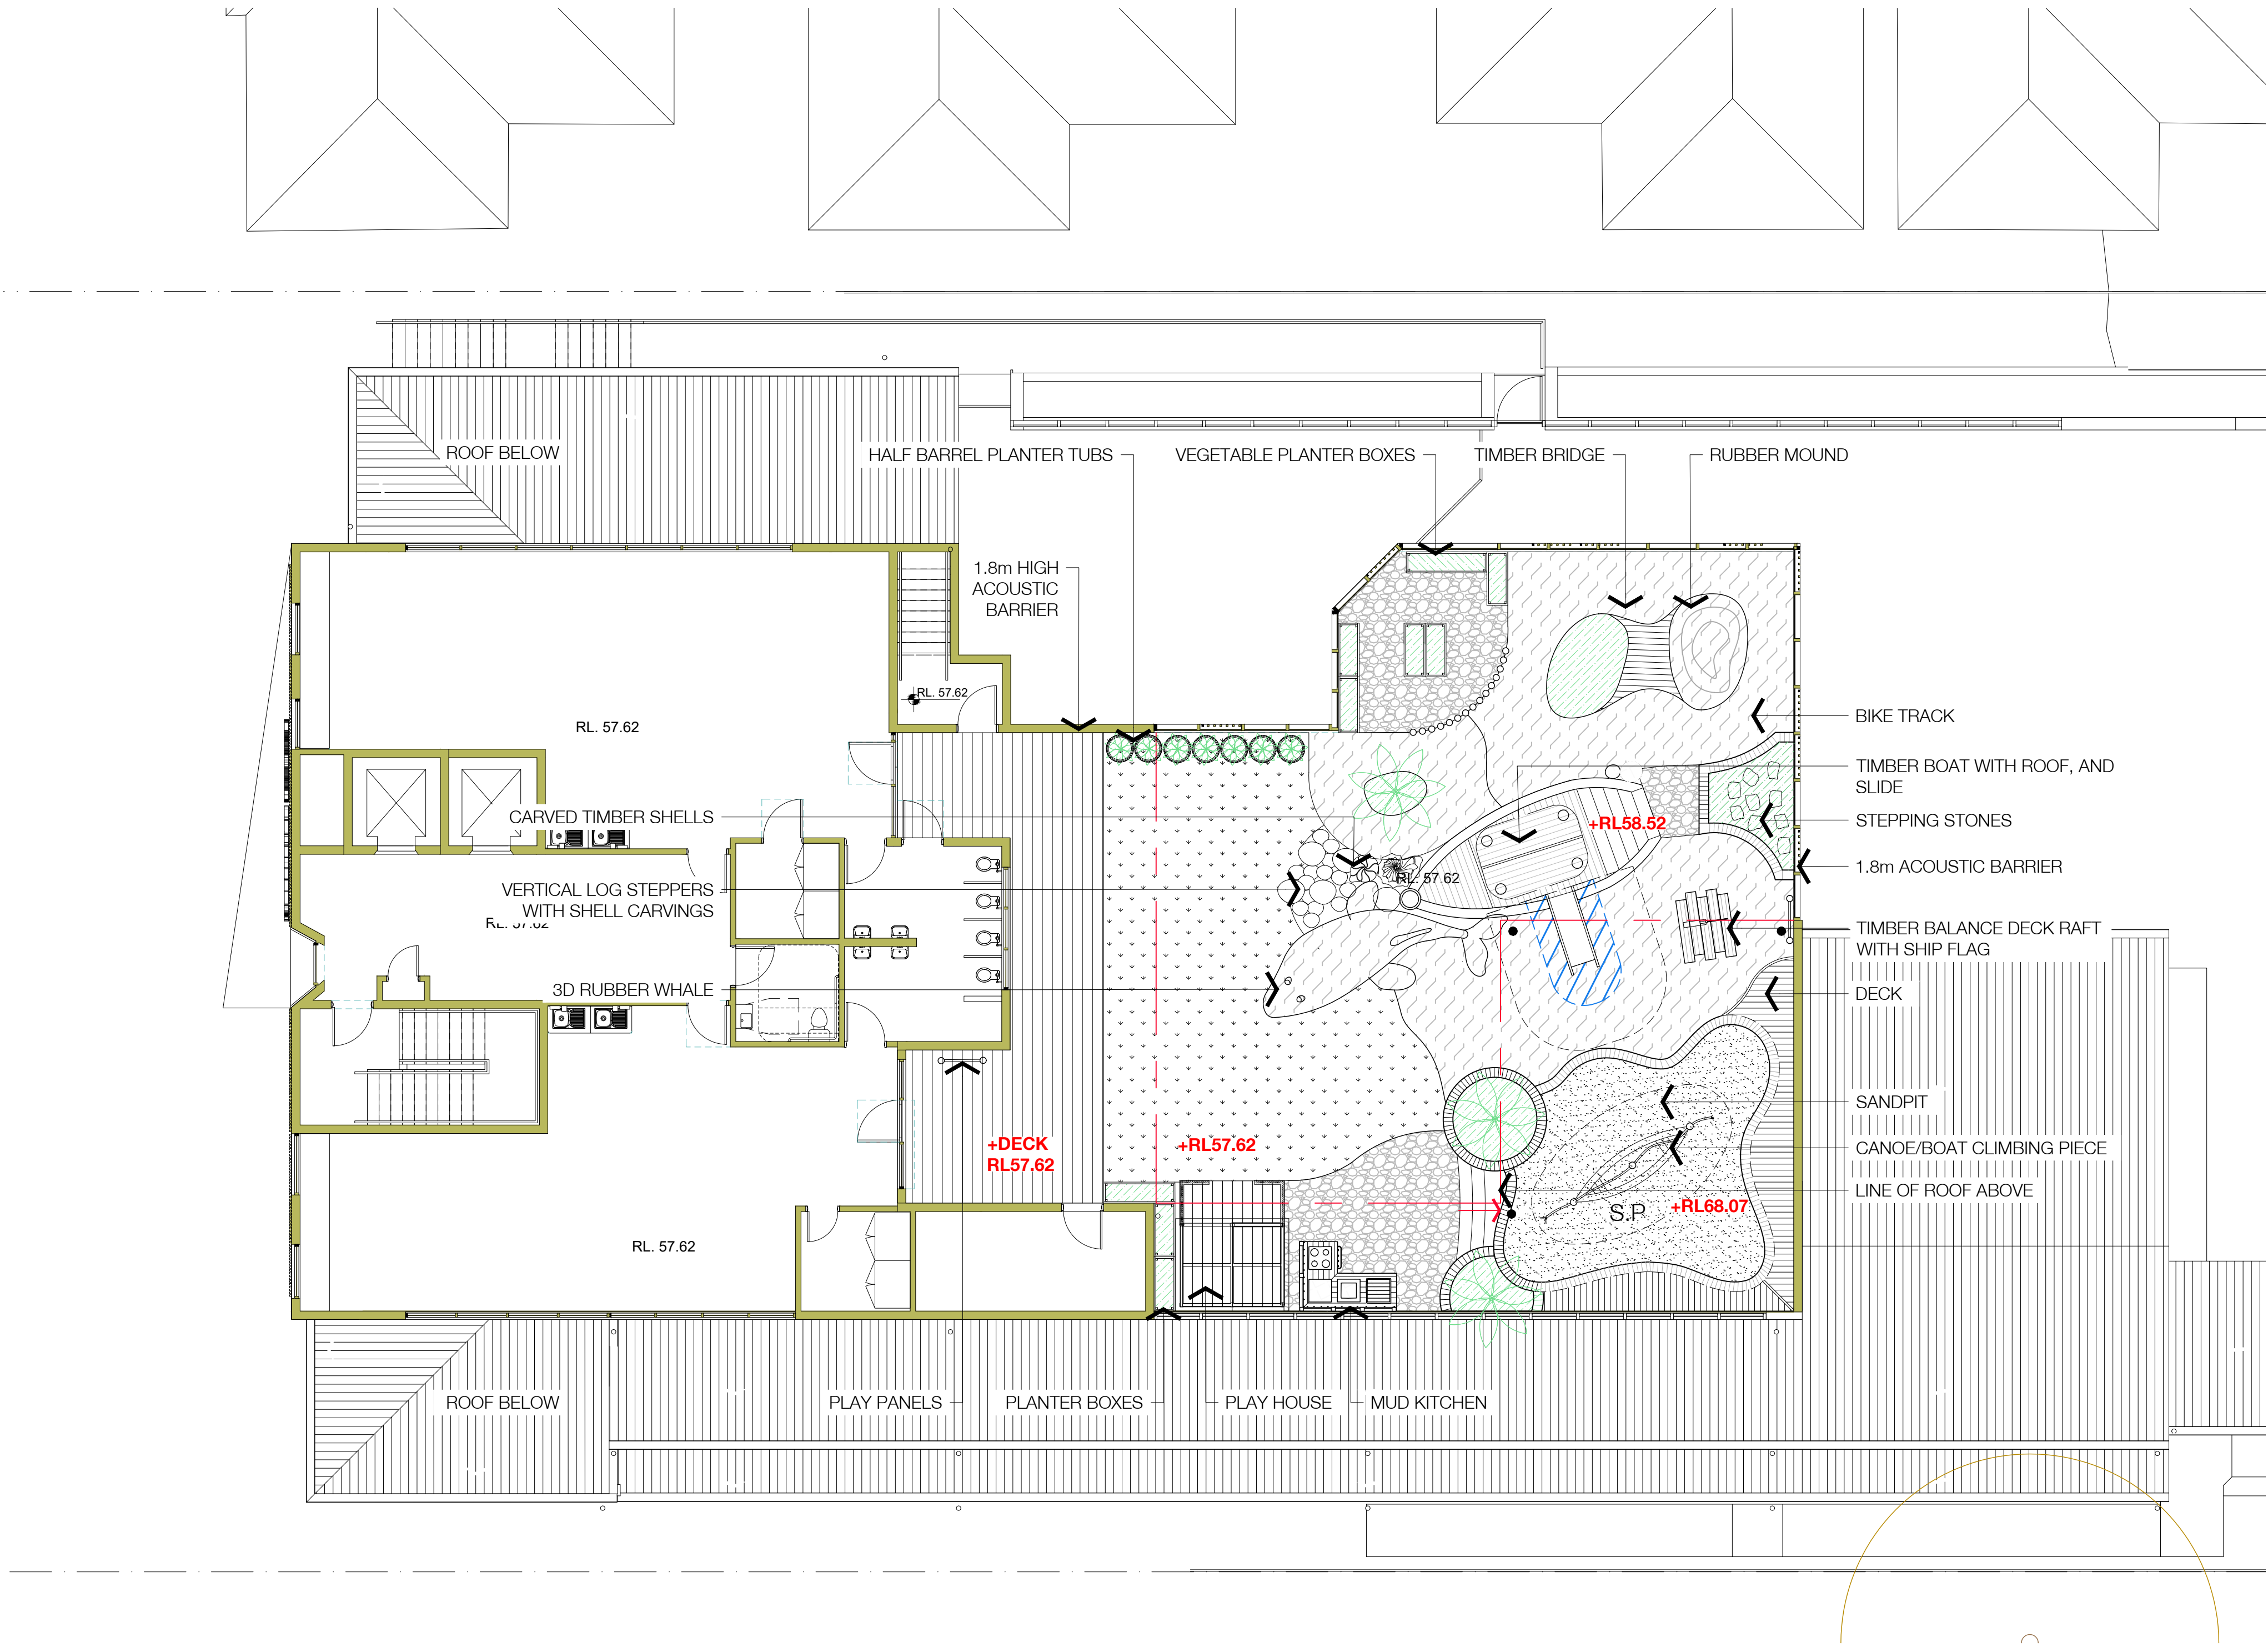 ROOF BELOW
HALF BARREL PLANTER TUBS
VEGETABLE PLANTER BOXES
TIMBER BRIDGE
RUBBER MOUND
1.8m HIGH
ACOUSTIC
BARRIER
RL. 57.62
RL. 57.62
BIKE TRACK
TIMBER BOAT WITH ROOF, AND
SLIDE
CARVED TIMBER SHELLS
+RL58.52
STEPPING STONES
1.8m ACOUSTIC BARRIER
VERTICAL LOG STEPPERS
WITH SHELL CARVINGS
RL. 57.62
RL. 57.62
TIMBER BALANCE DECK RAFT
WITH SHIP FLAG
3D RUBBER WHALE
DECK
SANDPIT
+DECK
RL57.62
+RL57.62
CANOE/BOAT CLIMBING PIECE
LINE OF ROOF ABOVE
S.P
+RL68.07
RL. 57.62
ROOF BELOW
PLAY PANELS
PLANTER BOXES
PLAY HOUSE
MUD KITCHEN